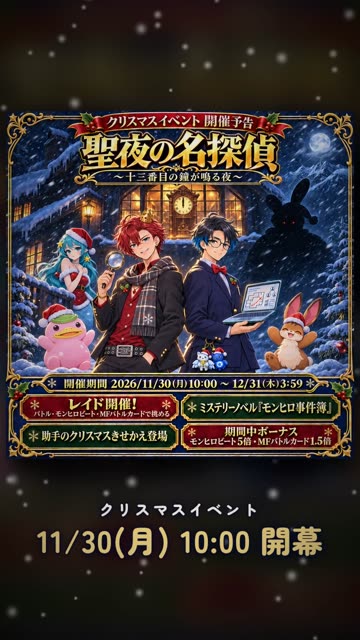 クリスマスイベント 開催予告
聖夜の名探偵
～十三番目の鐘が鳴る夜～
開催期間 2026/11/30(月)10:00 ～ 12/31(木)3:59
レイド開催!
バトル・モンヒロビート・MFバトルカードで挑める
ミステリーノベル『モンヒロ事件簿』
助手のクリスマスきせかえ登場
期間中ボーナス
モンヒロビート5倍・MFバトルカード1.5倍
クリスマスイベント
11/30(月) 10:00 開幕